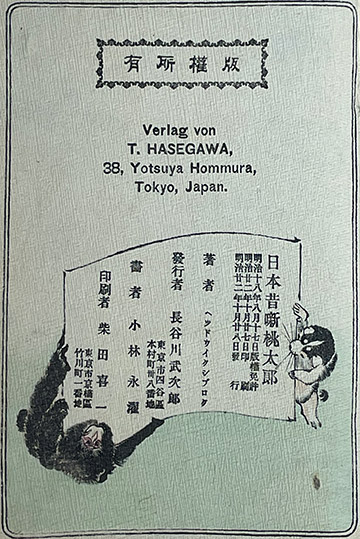 有所權版
Verlag von
T. HASEGAWA,
38, Yotsuya Hommura,
Tokyo, Japan.
日本昔噺桃太郎
明治十八年八月十七日版權免許
明治廿二年十月廿七日印刷
明治廿二年十月廿八日發行
著者 ヘツドウイタシブロク
發行者 長谷川武次郎
東京市四谷區
本村町卅八番地
畵者 小林永濯
印刷者 柴田喜一
東京市京橋區
竹川町一番地